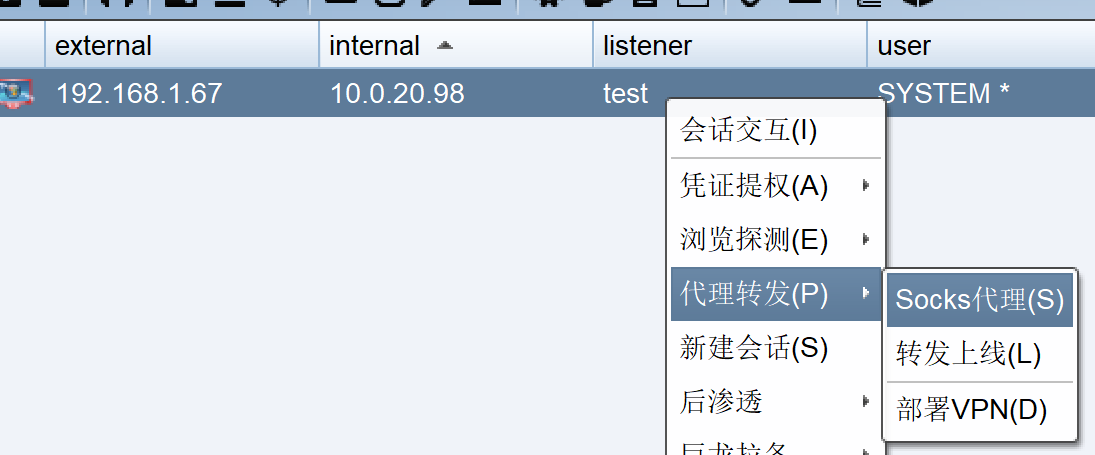 external internal listener user
192.168.1.67 10.0.20.98 test SYSTEM *
会话交互(I)
凭证提权(A)
浏览探测(E)
代理转发(P)
Socks代理(S)
转发上线(L)
部署VPN(D)
新建会话(S)
后渗透